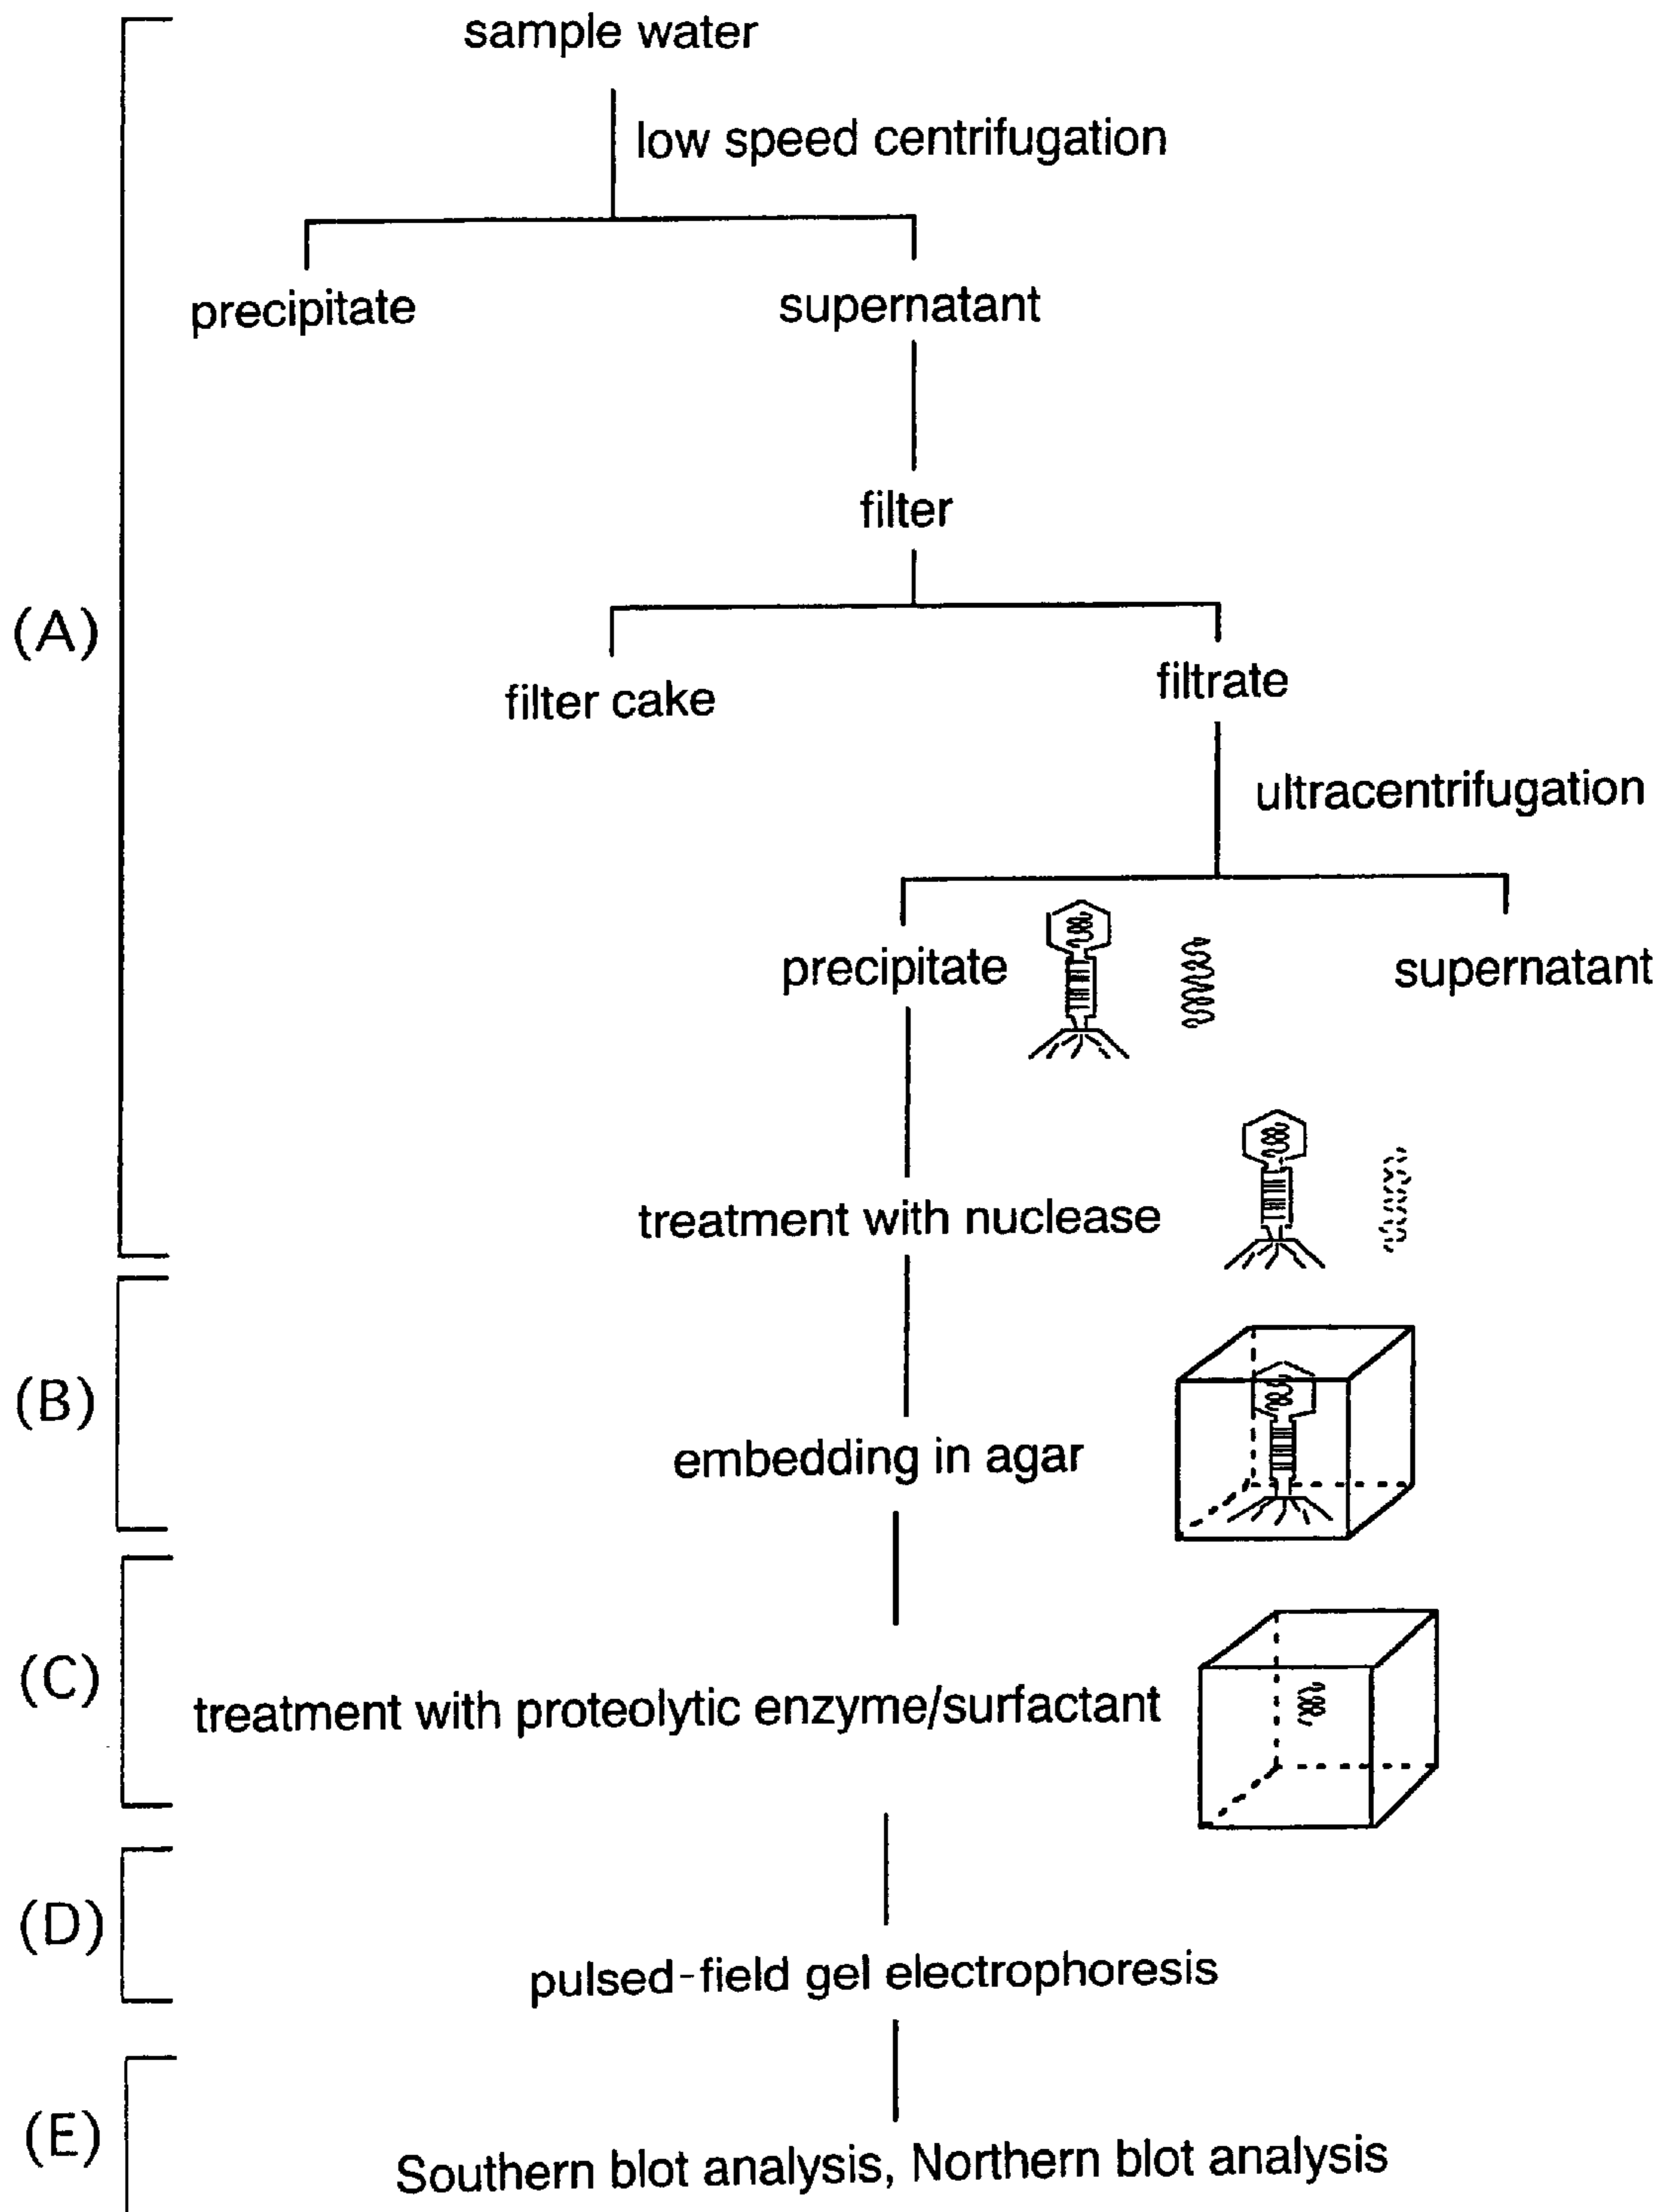 sample water
low speed centrifugation
precipitate
supernatant
filter
(A)
filter cake
filtrate
ultracentrifugation
precipitate
supernatant
treatment with nuclease
(B)
embedding in agar
(C)
treatment with proteolytic enzyme/surfactant
(D)
pulsed-field gel electrophoresis
(E)
Southern blot analysis, Northern blot analysis